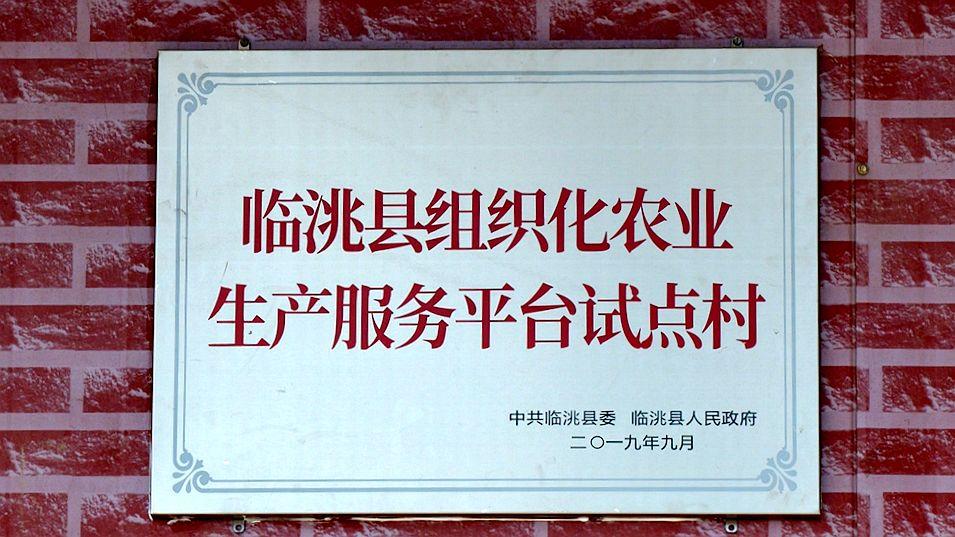 临洮县组织化农业
生产服务平台试点村
中共临洮县委 临洮县人民政府
二〇一九年九月